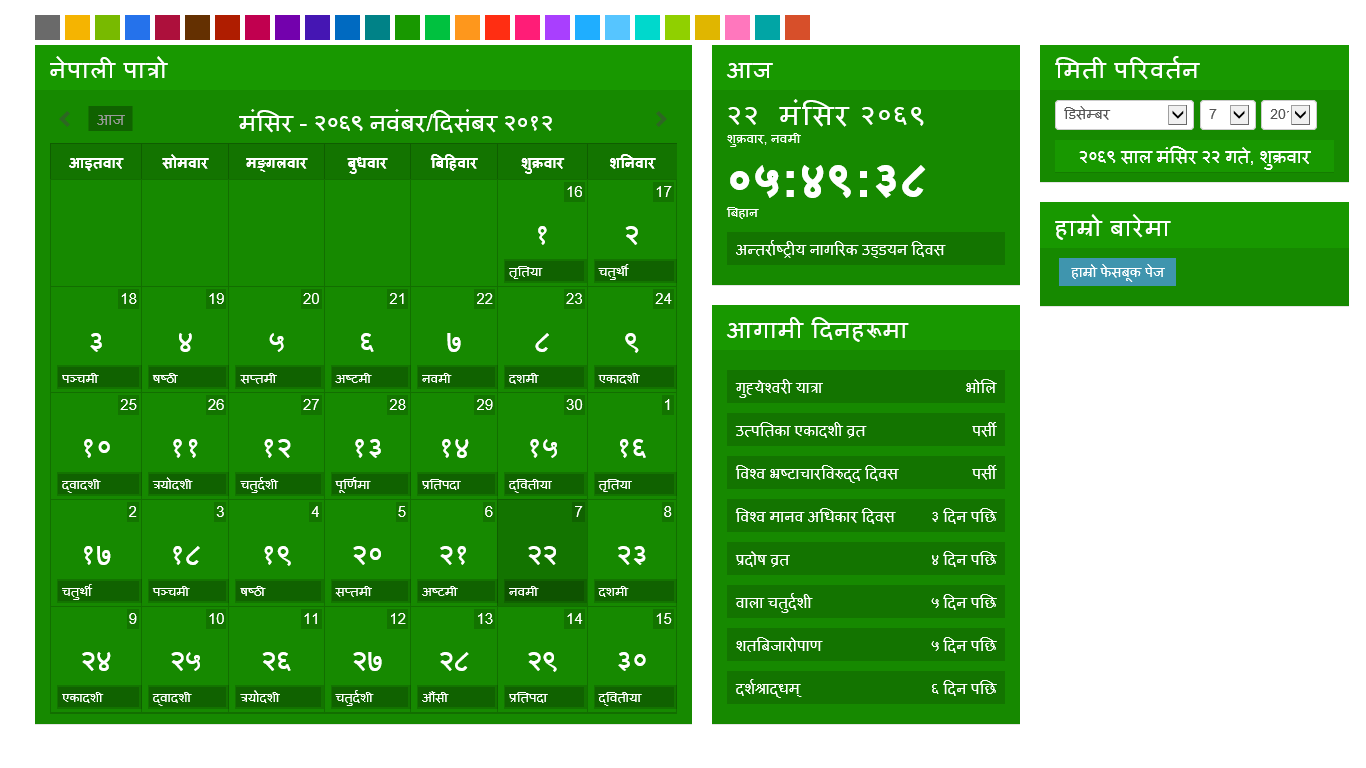 नेपाली पात्रो
आज
मंसिर - २०६९ नवंबर/दिसंबर २०१२
आइतवार सोमवार मङ्गलवार बुधवार बिहिवार शुक्रवार शनिवार
16 17
१ २
तृतिया चतुर्थी
18 19 20 21 22 23 24
३ ४ ५ ६ ७ ८ ९
पञ्चमी षष्ठी सप्तमी अष्टमी नवमी दशमी एकादशी
25 26 27 28 29 30 1
१० ११ १२ १३ १४ १५ १६
द्वादशी त्रयोदशी चतुर्दशी पूर्णिमा प्रतिपदा द्वितीया तृतिया
2 3 4 5 6 7 8
१७ १८ १९ २० २१ २२ २३
चतुर्थी पञ्चमी षष्ठी सप्तमी अष्टमी नवमी दशमी
9 10 11 12 13 14 15
२४ २५ २६ २७ २८ २९ ३०
एकादशी द्वादशी त्रयोदशी चतुर्दशी औंसी प्रतिपदा द्वितीया
आज
२२ मंसिर २०६९
शुक्रवार, नवमी
०५:४९:३८
बिहान
अन्तर्राष्ट्रीय नागरिक उड्डयन दिवस
आगामी दिनहरूमा
गुह्येश्वरी यात्रा भोलि
उत्पतिका एकादशी व्रत पर्सी
विश्व भ्रष्टाचारविरुद्द दिवस पर्सी
विश्व मानव अधिकार दिवस ३ दिन पछि
प्रदोष व्रत ४ दिन पछि
वाला चतुर्दशी ५ दिन पछि
शतबिजारोपाण ५ दिन पछि
दर्शश्राद्धम् ६ दिन पछि
मिती परिवर्तन
डिसेम्बर 7
२०६९ साल मंसिर २२ गते, शुक्रवार
हाम्रो बारेमा
हाम्रो फेसबूक पेज